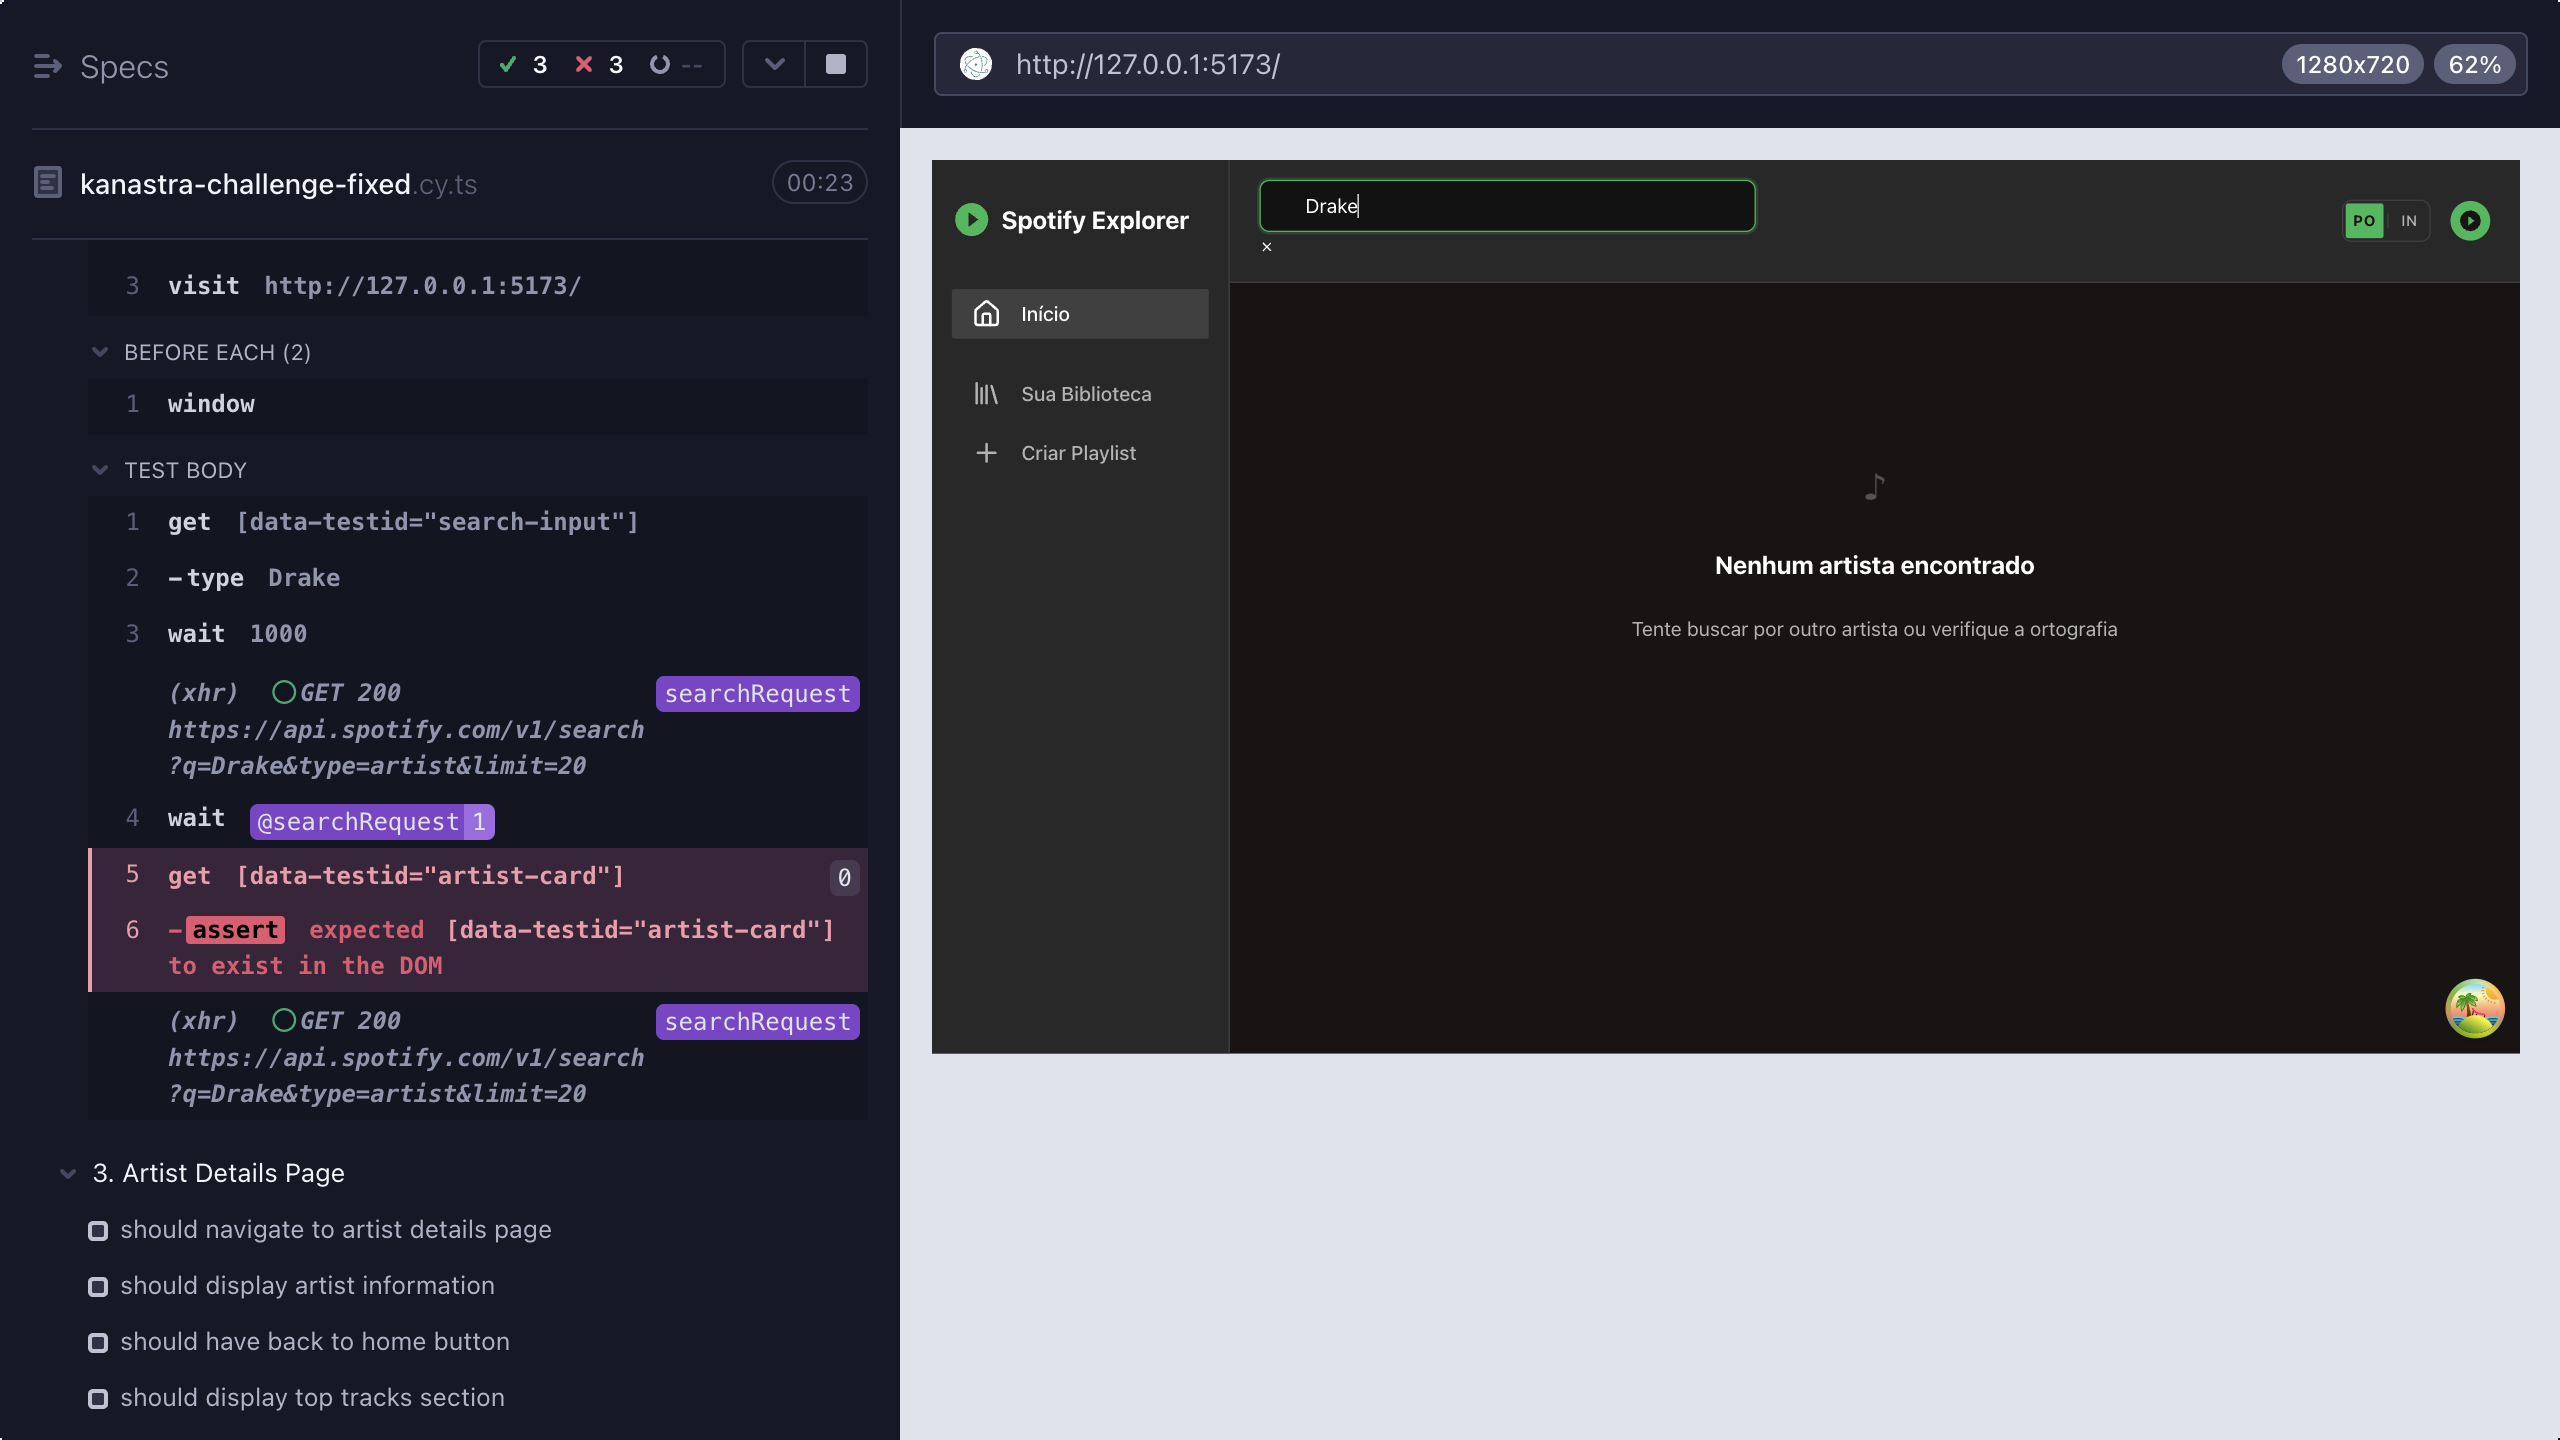 Specs
3 3 --
kanastra-challenge-fixed.cy.ts 00:23
3 visit http://127.0.0.1:5173/
BEFORE EACH (2)
1 window
TEST BODY
1 get [data-testid="search-input"]
2 -type Drake
3 wait 1000
(xhr) GET 200 searchRequest
https://api.spotify.com/v1/search
?q=Drake&type=artist&limit=20
4 wait @searchRequest 1
5 get [data-testid="artist-card"] 0
6 -assert expected [data-testid="artist-card"]
to exist in the DOM
(xhr) GET 200 searchRequest
https://api.spotify.com/v1/search
?q=Drake&type=artist&limit=20
3. Artist Details Page
should navigate to artist details page
should display artist information
should have back to home button
should display top tracks section
http://127.0.0.1:5173/ 1280x720 62%
Spotify Explorer
Início
Sua Biblioteca
Criar Playlist
Drake
×
PO IN
Nenhum artista encontrado
Tente buscar por outro artista ou verifique a ortografia